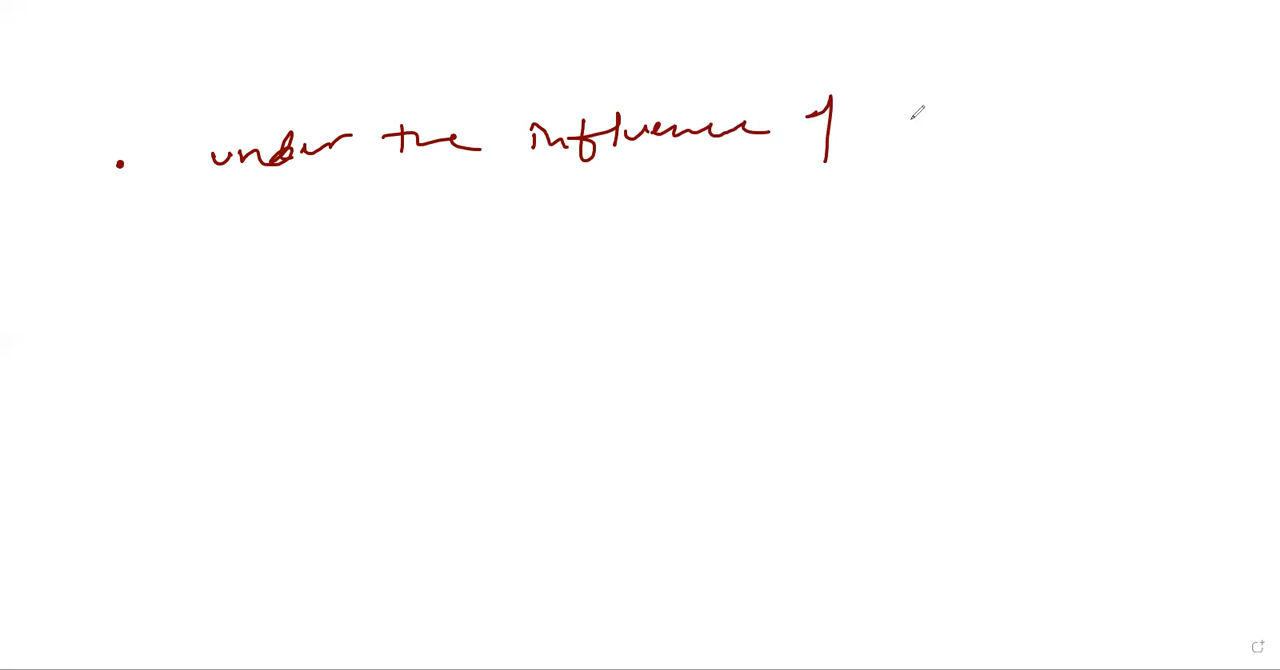 . under the influence of